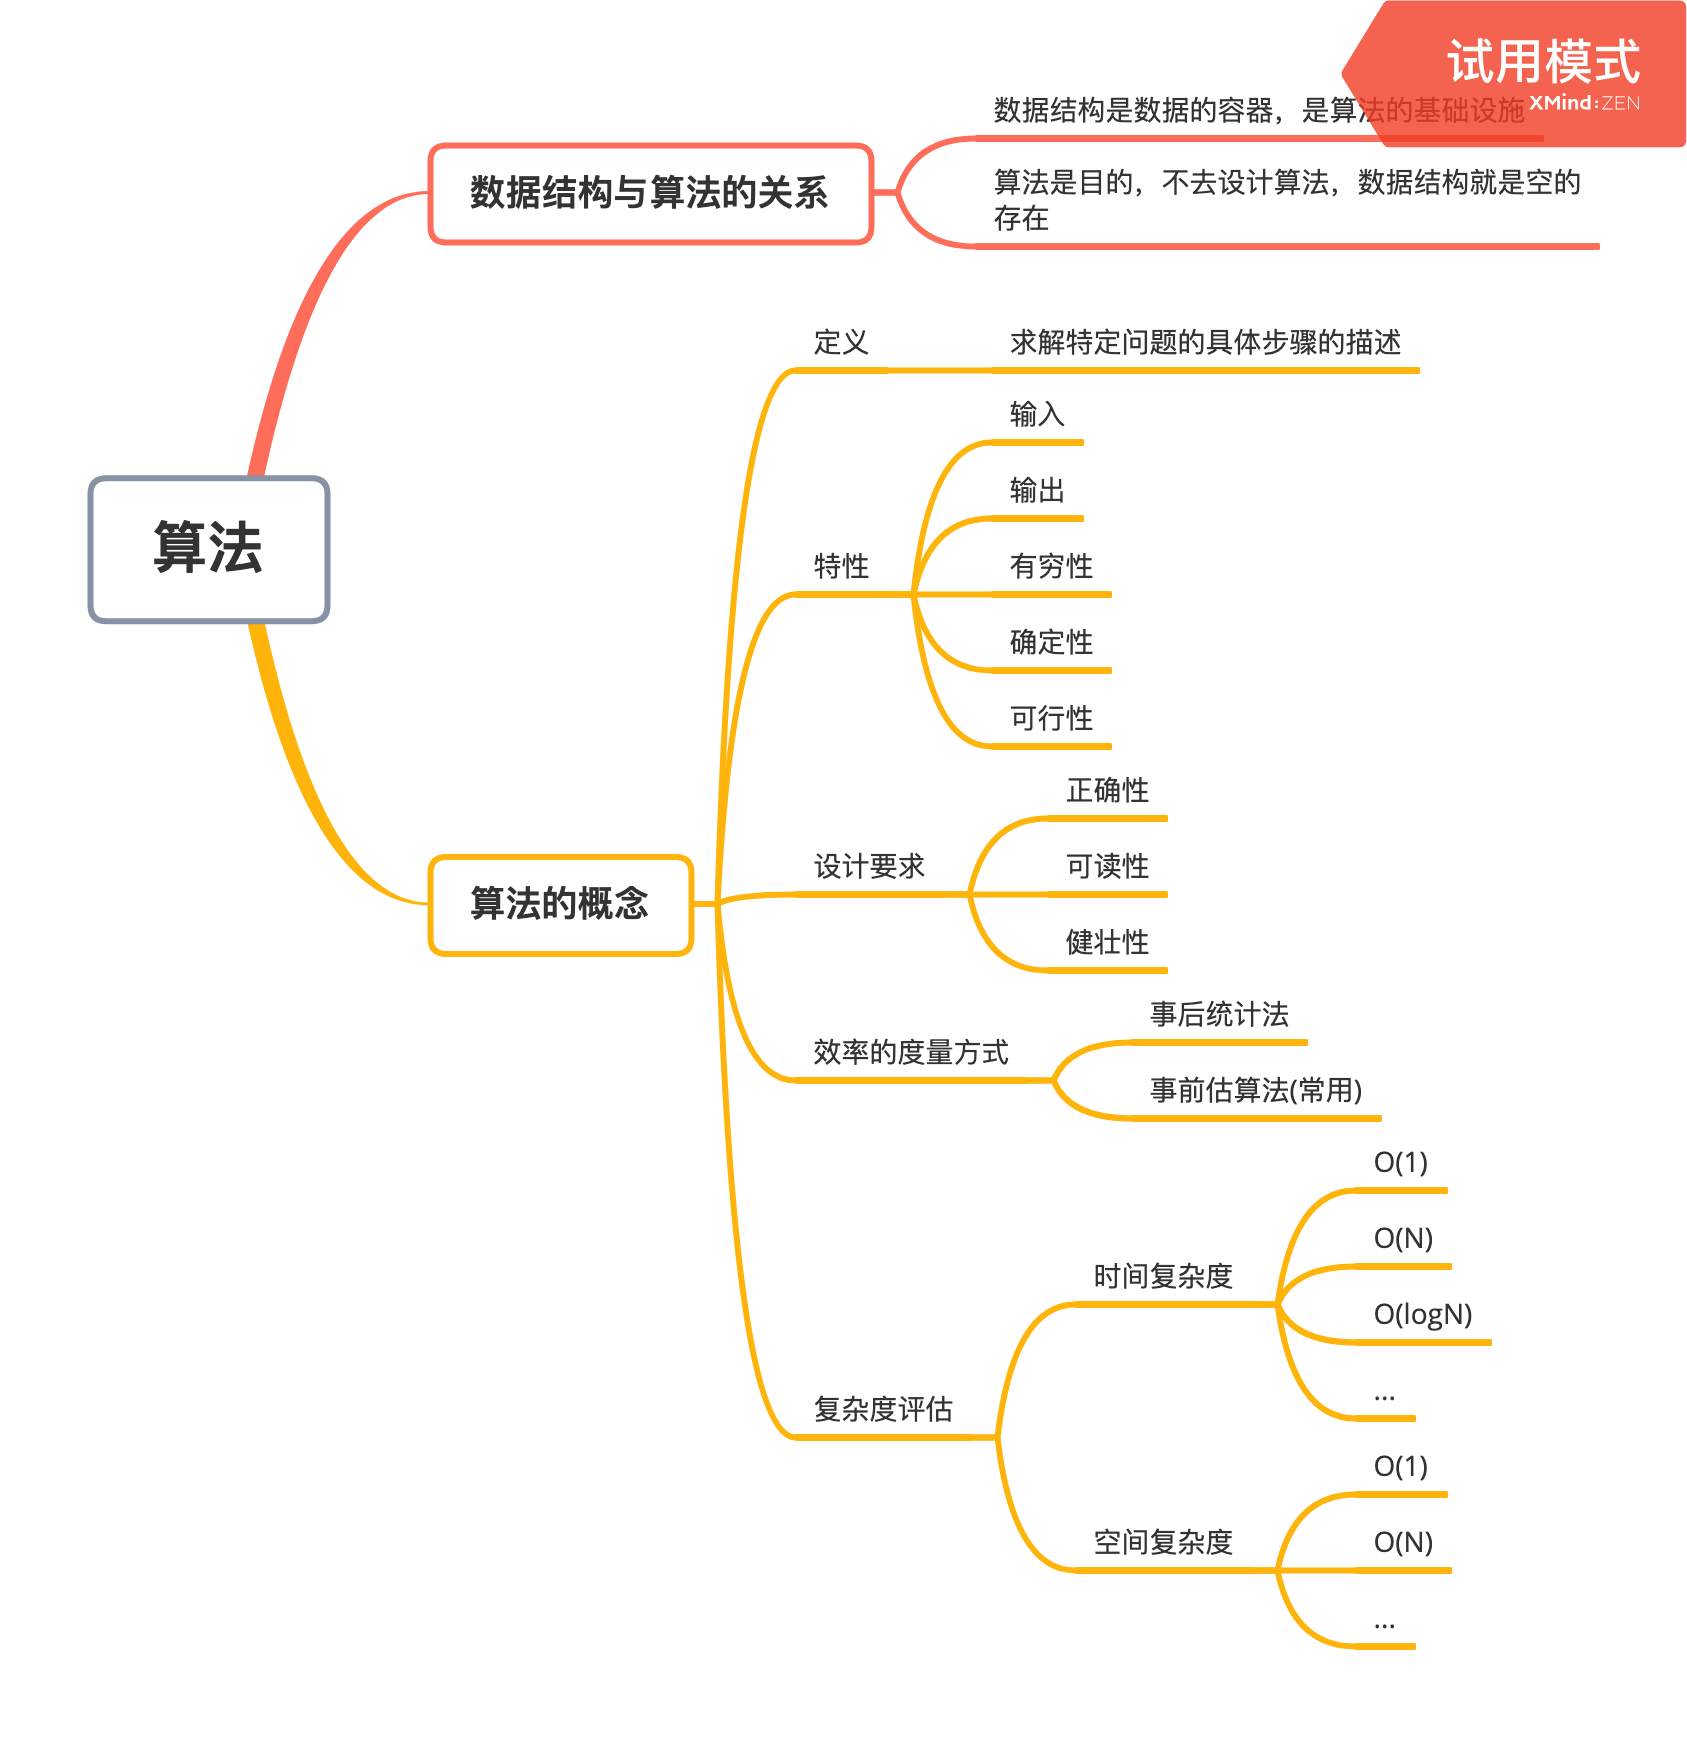 试用模式
XMind:ZEN
数据结构是数据的容器，是算法的基础设施
数据结构与算法的关系
算法是目的，不去设计算法，数据结构就是空的
存在
定义
求解特定问题的具体步骤的描述
输入
输出
算法
特性
有穷性
确定性
可行性
正确性
设计要求
可读性
算法的概念
健壮性
事后统计法
效率的度量方式
事前估算法(常用)
O(1)
O(N)
时间复杂度
O(logN)
...
复杂度评估
O(1)
空间复杂度
O(N)
...